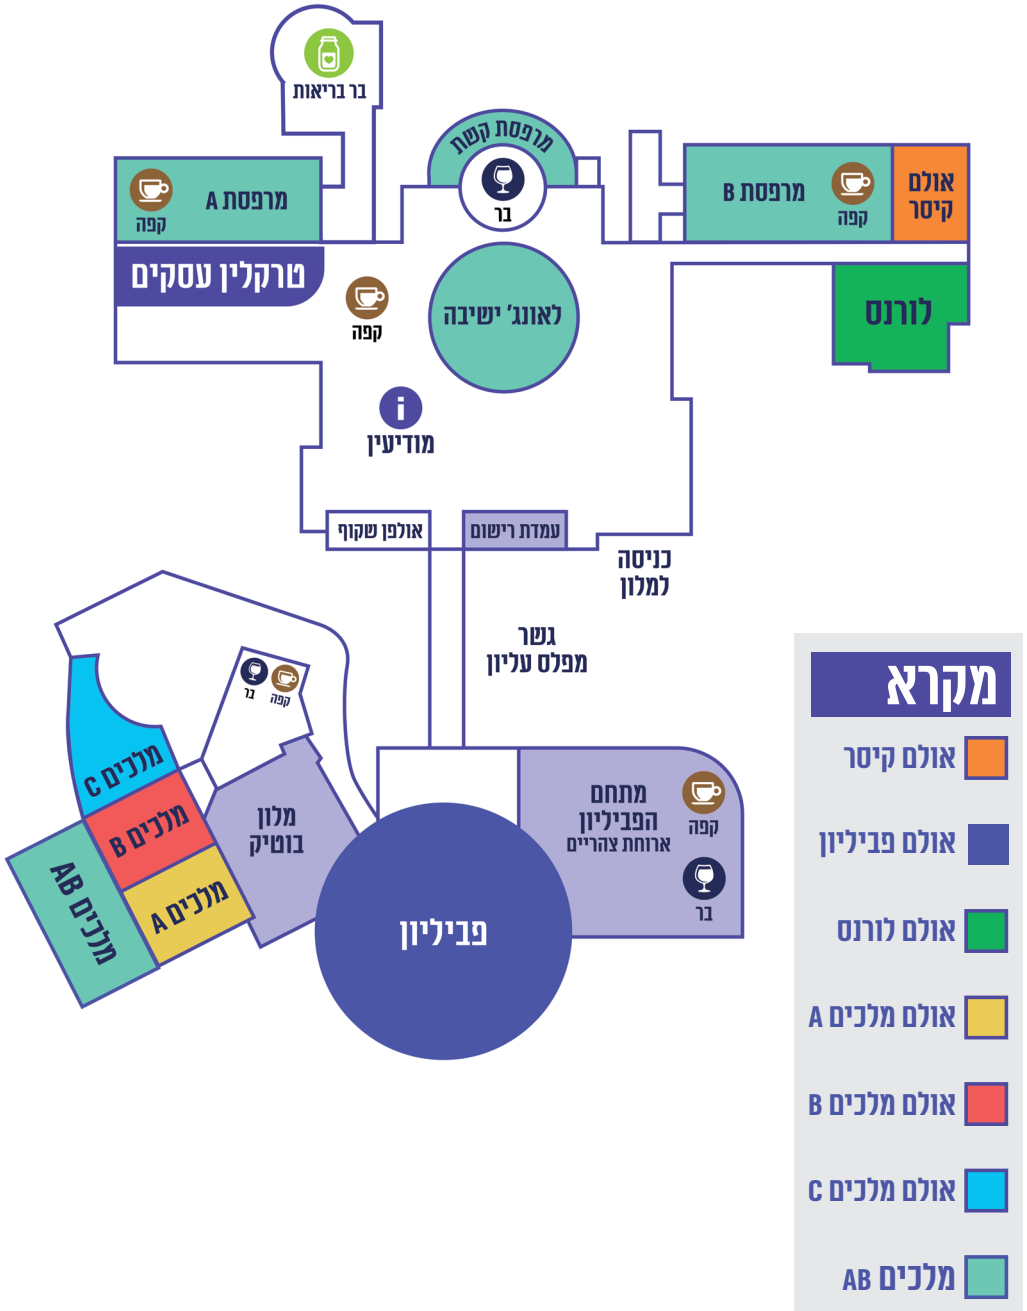 בר בריאות
מרפסת קשת
בר
מרפסת A
קפה
מרפסת B
קפה
אולם
קיסר
טרקלין עסקים
קפה
לאונג' ישיבה
לורנס
i
מודיעין
אולפן שקוף
עמדת רישום
כניסה
למלון
גשר
מפלס עליון
בר
קפה
מלכים C
מלכים B
מלכים A
מלכים AB
מלון
בוטיק
מתחם
הפביליון
ארוחת צהריים
קפה
בר
פביליון
מקרא
אולם קיסר
אולם פביליון
אולם לורנס
אולם מלכים A
אולם מלכים B
אולם מלכים C
מלכים AB